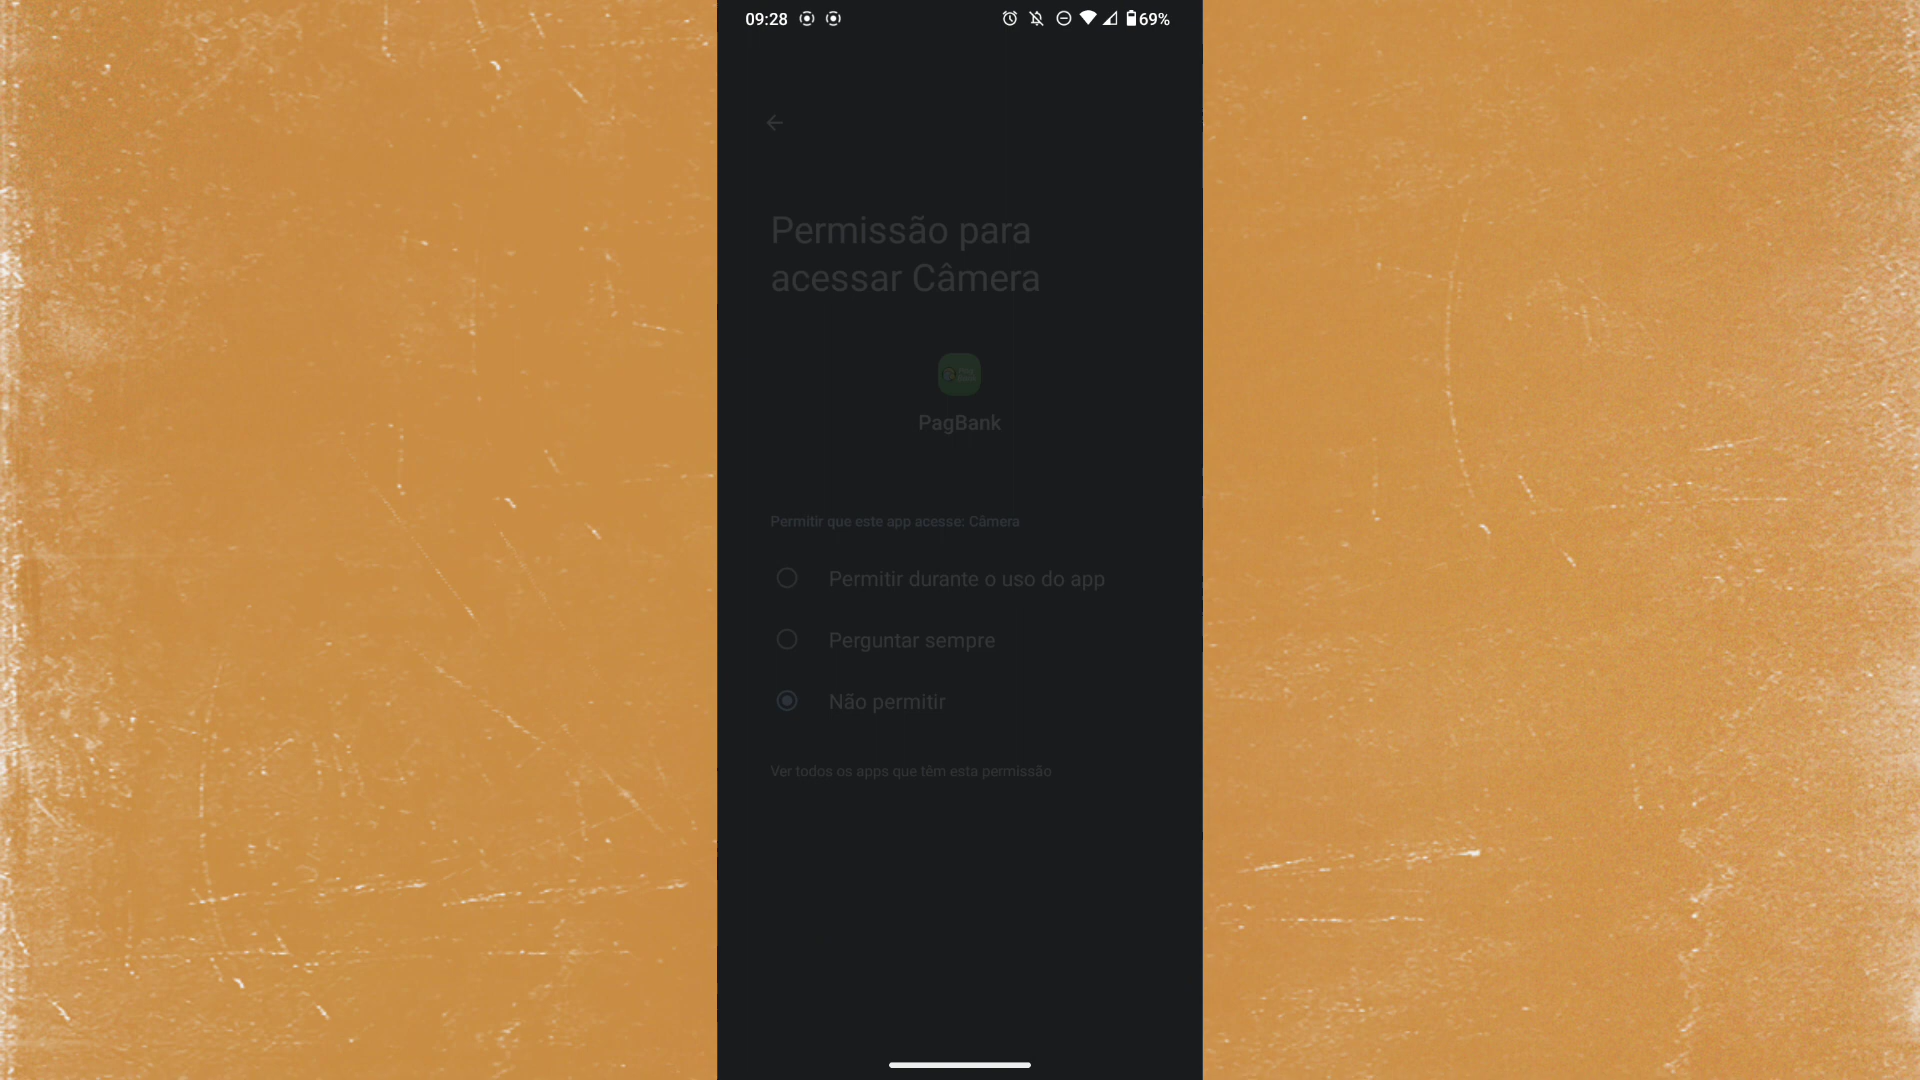 09:28
69%
Permissão para
acessar Câmera
PagBank
Permitir que este app acesse: Câmera
Permitir durante o uso do app
Perguntar sempre
Não permitir
Ver todos os apps que têm esta permissão